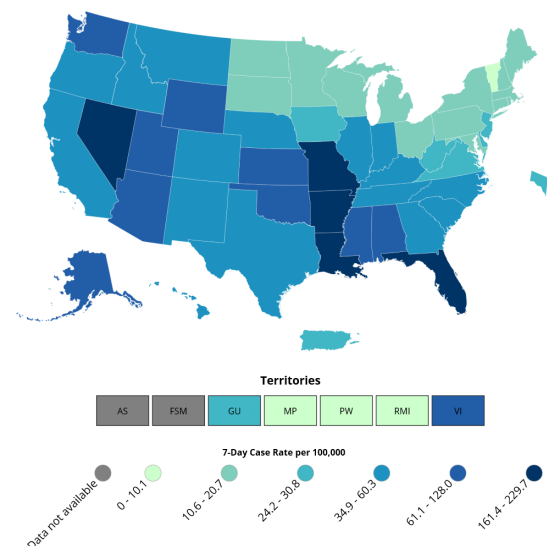 Territories
AS FSM GU MP PW RMI VI
7-Day Case Rate per 100,000
Data not available
0 - 10.1
10.6 - 20.7
24.2 - 30.8
34.9 - 60.3
61.1 - 128.0
161.4 - 229.7